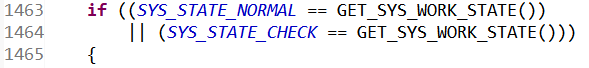 1463 if ((SYS_STATE_NORMAL == GET_SYS_WORK_STATE())
1464 || (SYS_STATE_CHECK == GET_SYS_WORK_STATE()))
1465 {